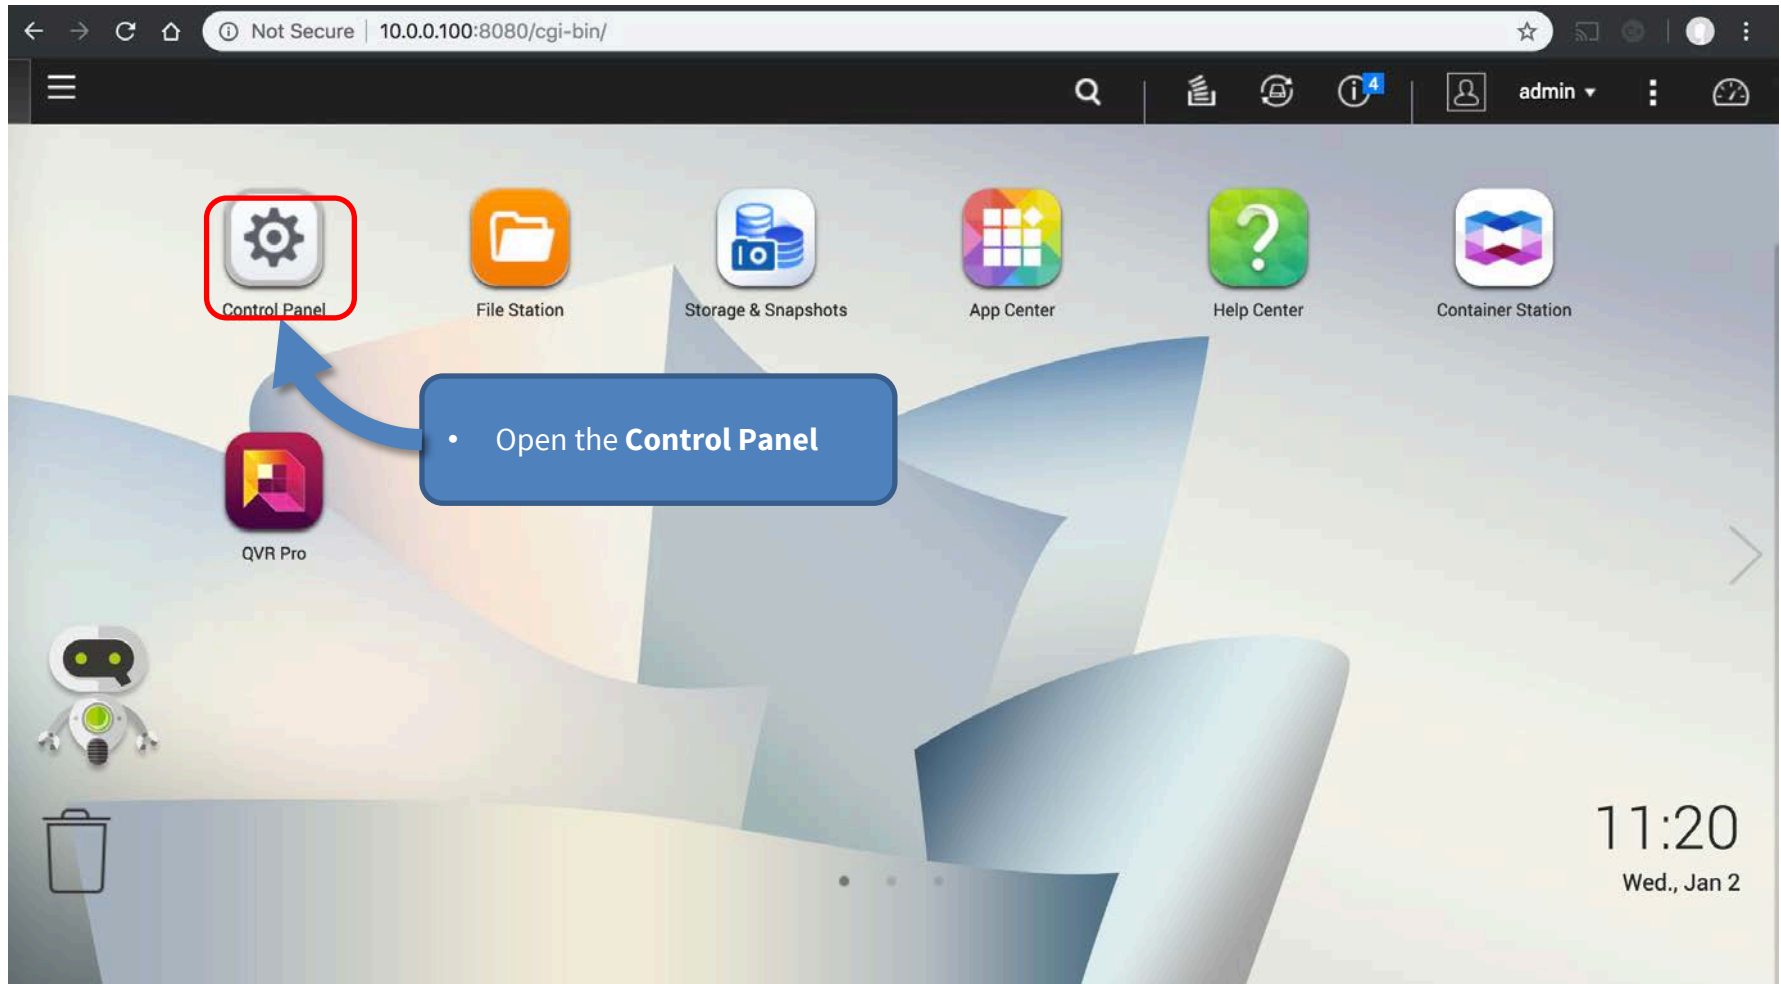 Not Secure | 10.0.0.100:8080/cgi-bin/
4
admin
Control Panel
File Station
Storage & Snapshots
App Center
Help Center
Container Station
• Open the Control Panel
QVR Pro
11:20
Wed., Jan 2